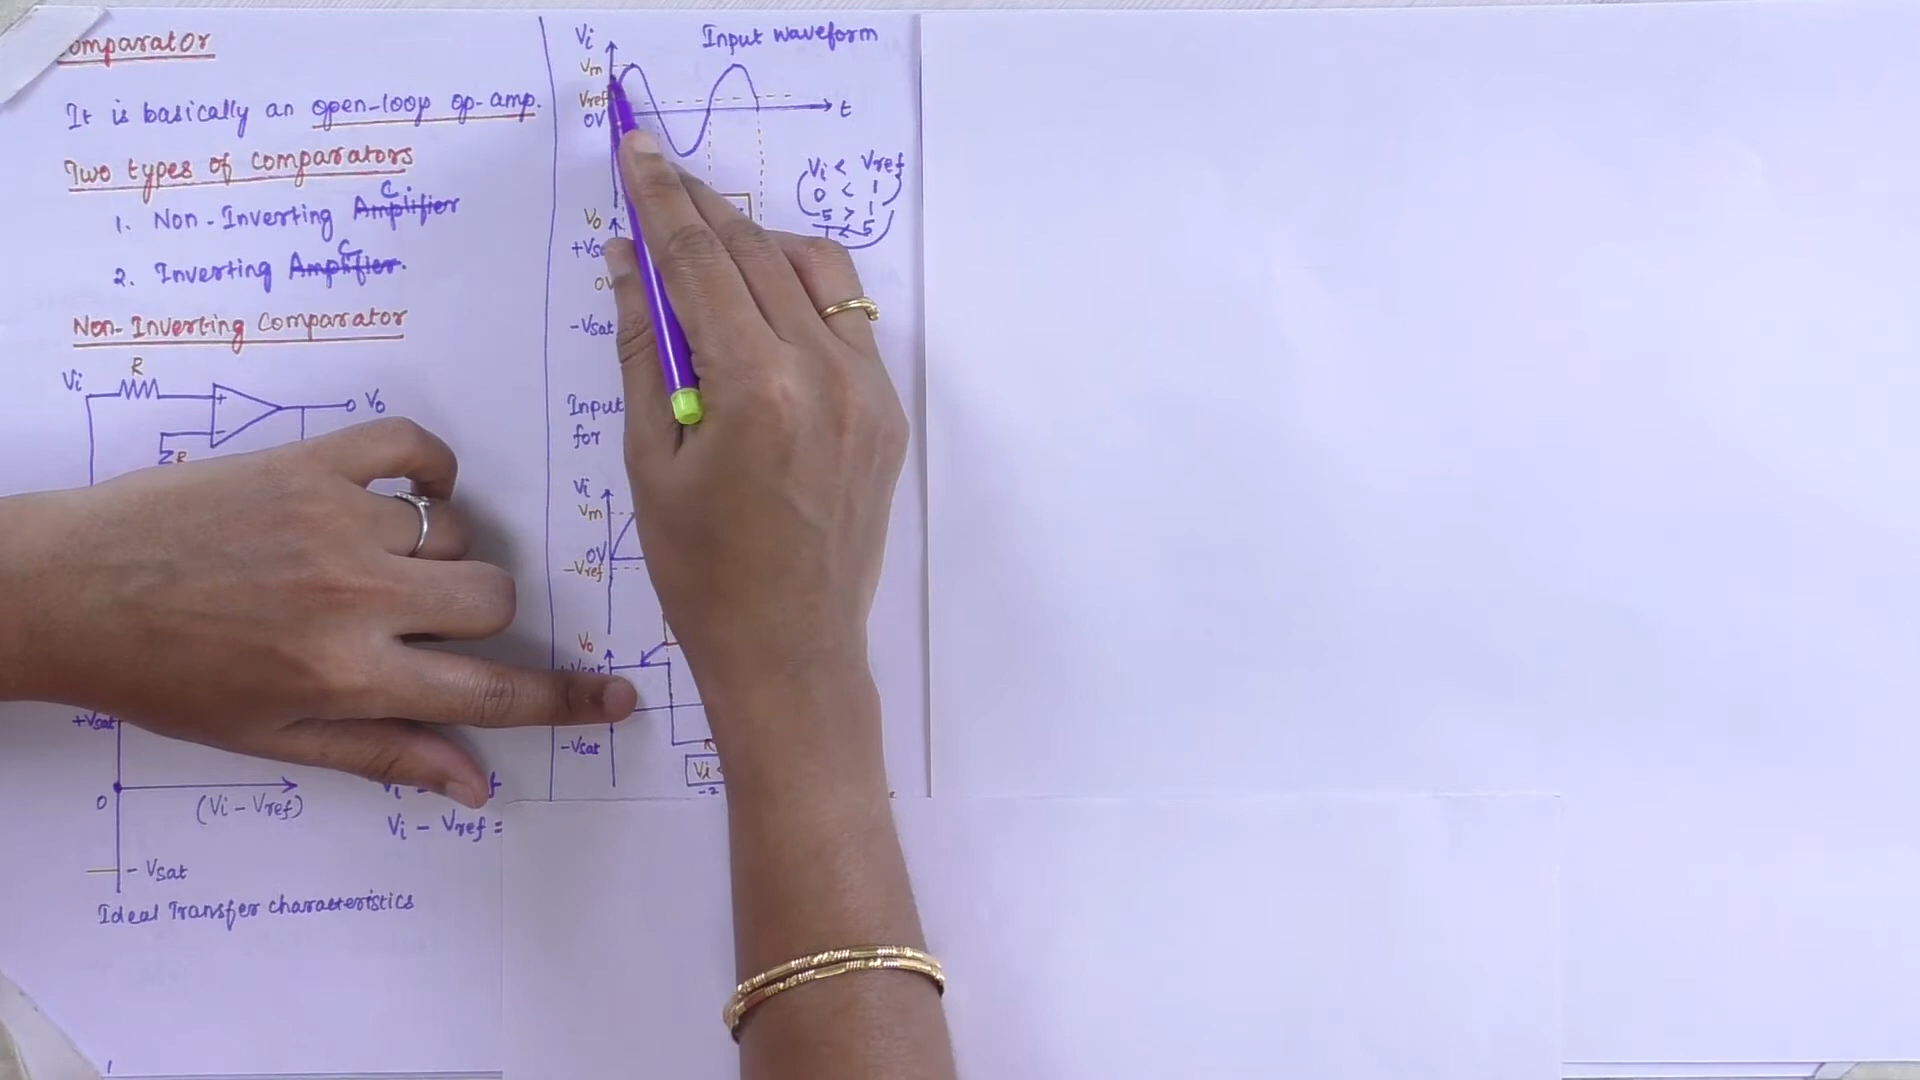 omparator
It is basically an open-loop op-amp.
Two types of comparators
1. Non-Inverting Amplifier C.
2. Inverting Amplifier. C
Non-Inverting Comparator
R
Vi
+
-
Vo
R
+Vsat
0
(Vi - Vref)
Vi - Vref =
- Vsat
Ideal Transfer characteristics
Vi
Input waveform
Vm
Vref
0V
t
Vi < Vref
0 < 1
5 > 1
1 < 5
Vo
+Vsa
0V
-Vsat
Input
for
Vi
Vm
0V
-Vref
Vo
+Vsat
-Vsat
Vi <
-2